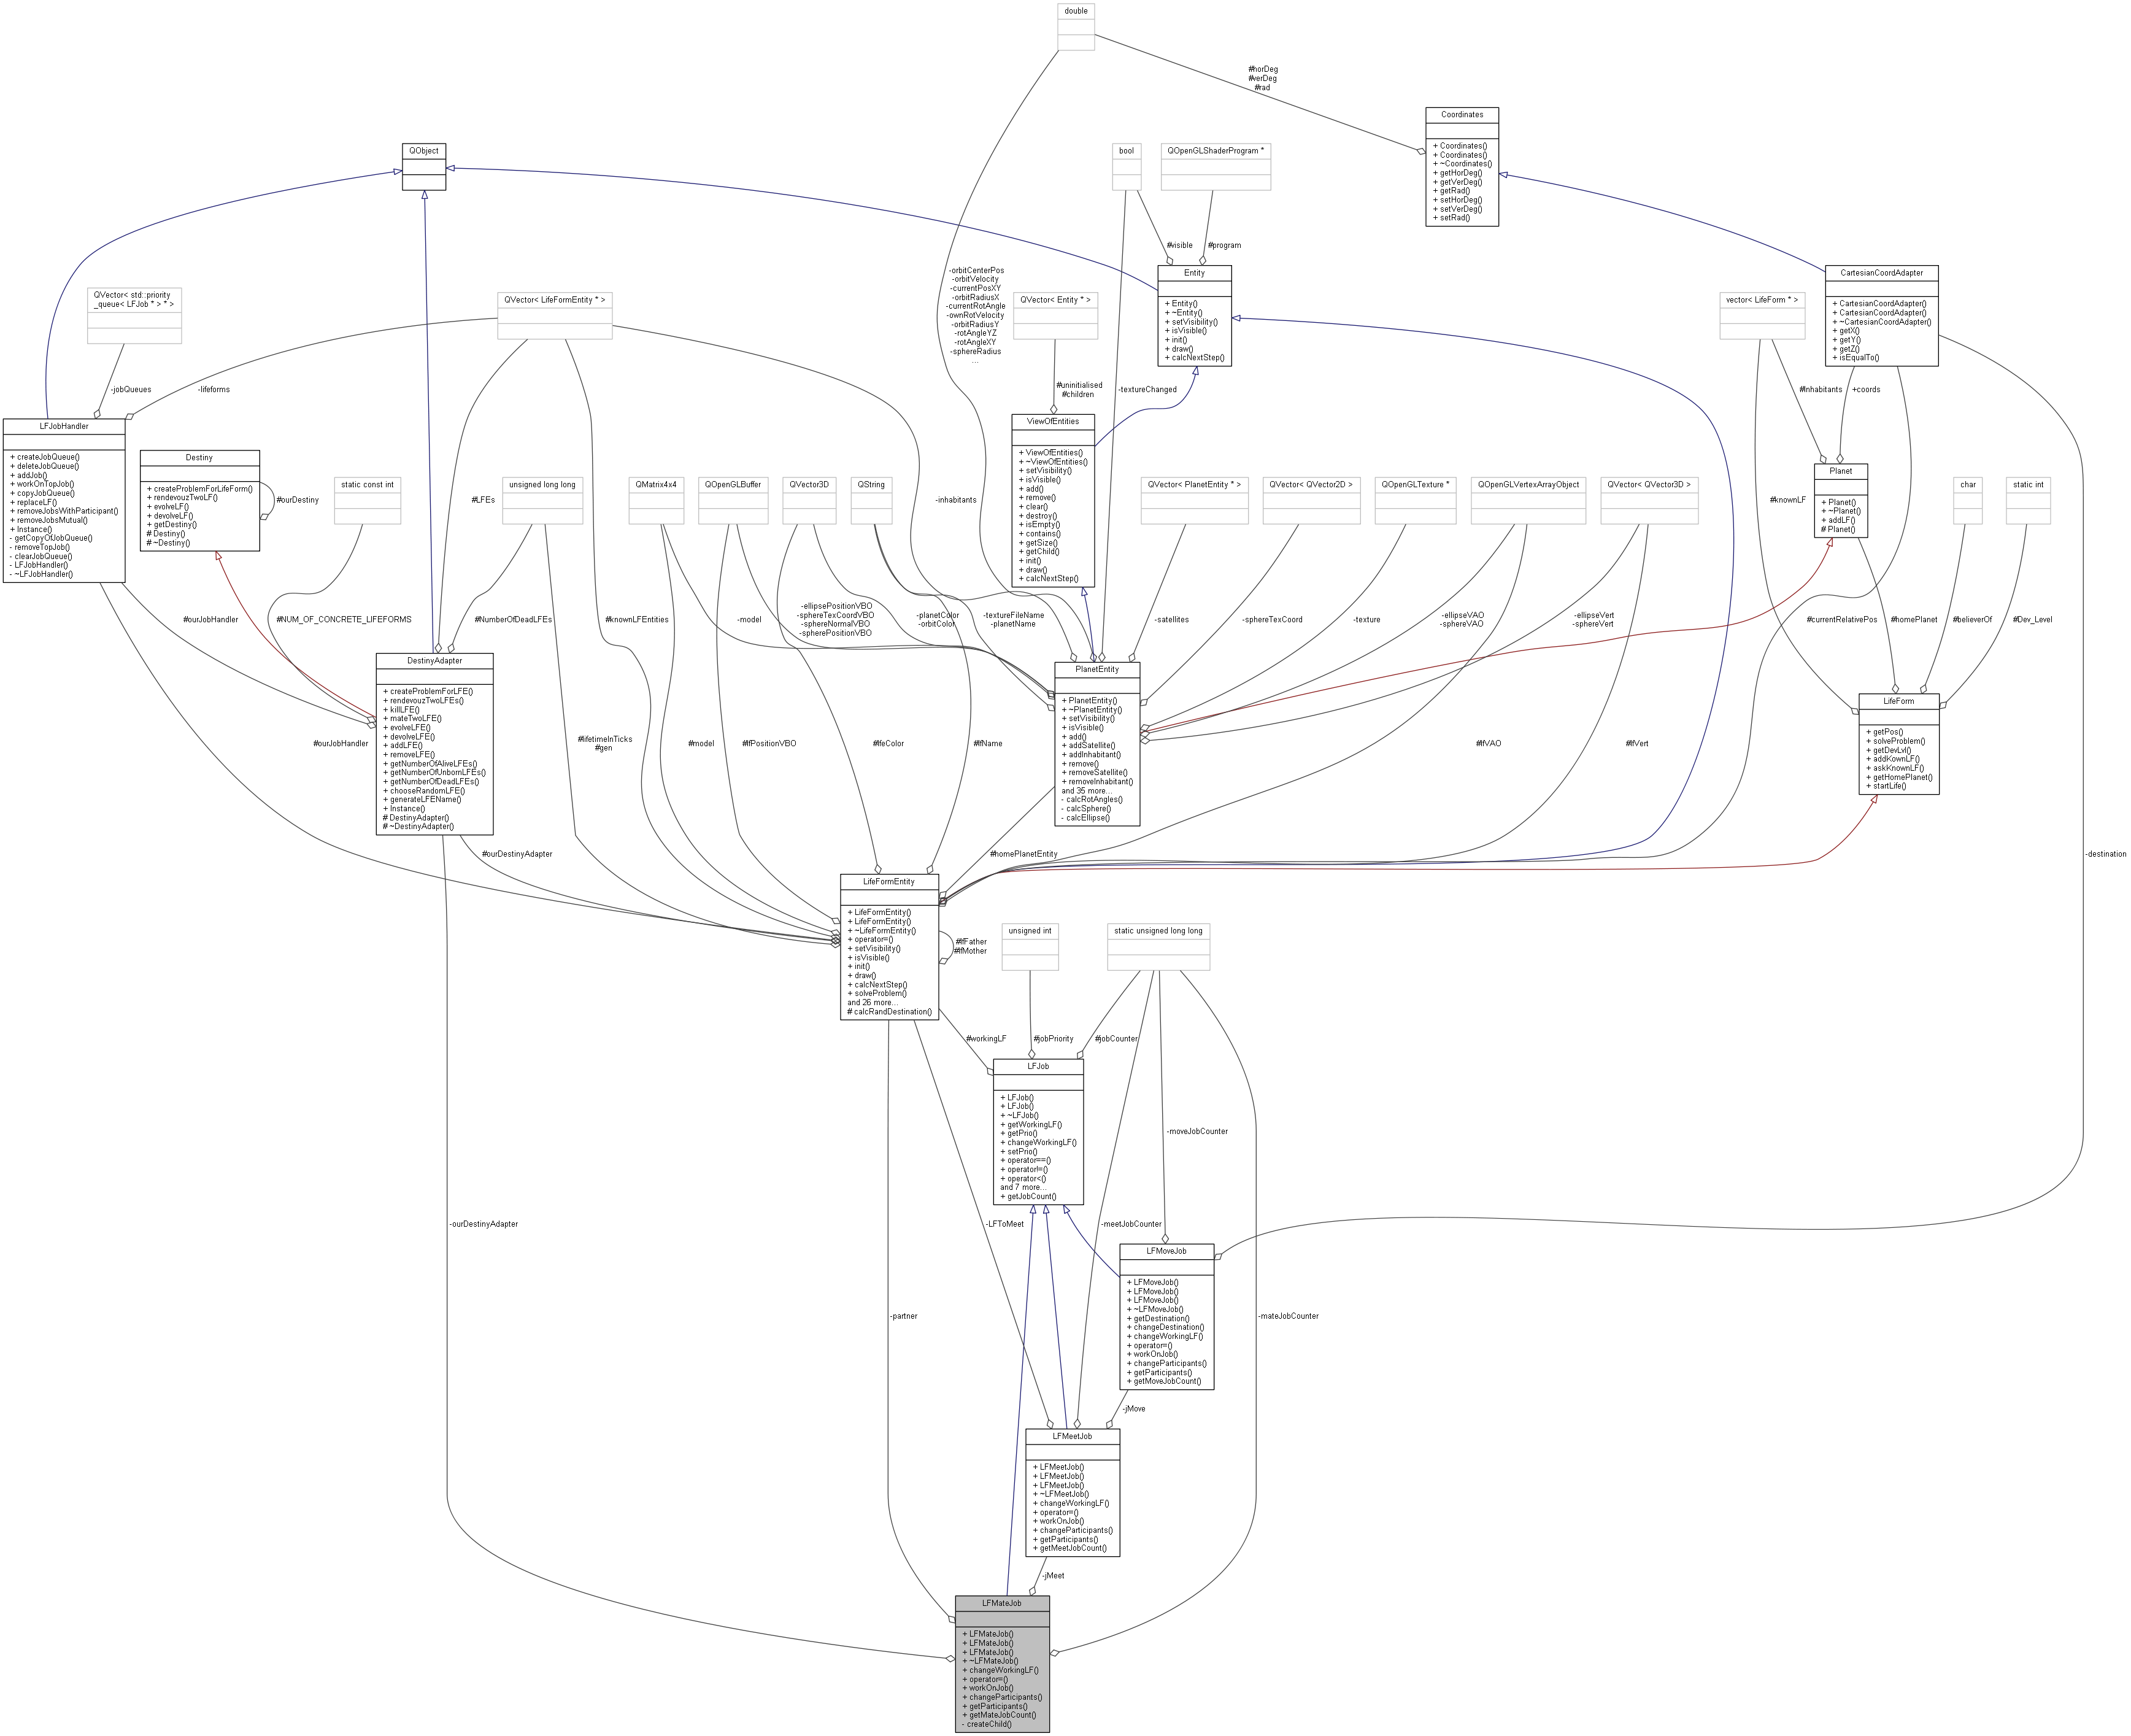 double
#horDeg
#verDeg
#rad
Coordinates
+ Coordinates()
+ Coordinates()
+ ~Coordinates()
+ getHorDeg()
+ getVerDeg()
+ getRad()
+ setHorDeg()
+ setVerDeg()
+ setRad()
QObject
bool
QOpenGLShaderProgram *
#visible
#program
Entity
+ Entity()
+ ~Entity()
+ setVisibility()
+ isVisible()
+ init()
+ draw()
+ calcNextStep()
CartesianCoordAdapter
+ CartesianCoordAdapter()
+ CartesianCoordAdapter()
+ ~CartesianCoordAdapter()
+ getX()
+ getY()
+ getZ()
+ isEqualTo()
QVector< std::priority
_queue< LFJob * > * >
QVector< LifeFormEntity * >
-orbitCenterPos
-orbitVelocity
-currentPosXY
-orbitRadiusX
-currentRotAngle
-ownRotVelocity
-orbitRadiusY
-rotAngleYZ
-rotAngleXY
-sphereRadius
...
QVector< Entity * >
vector< LifeForm * >
-jobQueues
-lifeforms
#uninitialised
#children
-textureChanged
#Inhabitants
+coords
LFJobHandler
+ createJobQueue()
+ deleteJobQueue()
+ addJob()
+ workOnTopJob()
+ copyJobQueue()
+ replaceLF()
+ removeJobsWithParticipant()
+ removeJobsMutual()
+ Instance()
- getCopyOfJobQueue()
- removeTopJob()
- clearJobQueue()
- LFJobHandler()
- ~LFJobHandler()
Destiny
+ createProblemForLifeForm()
+ rendevouzTwoLF()
+ evolveLF()
+ devolveLF()
+ getDestiny()
# Destiny()
# ~Destiny()
#ourDestiny
static const int
#LFEs
unsigned long long
QMatrix4x4
QOpenGLBuffer
QVector3D
QString
-inhabitants
ViewOfEntities
+ ViewOfEntities()
+ ~ViewOfEntities()
+ setVisibility()
+ isVisible()
+ add()
+ remove()
+ clear()
+ destroy()
+ isEmpty()
+ contains()
+ getSize()
+ getChild()
+ init()
+ draw()
+ calcNextStep()
QVector< PlanetEntity * >
QVector< QVector2D >
QOpenGLTexture *
QOpenGLVertexArrayObject
QVector< QVector3D >
#knownLF
Planet
+ Planet()
+ ~Planet()
+ addLF()
# Planet()
char
static int
#ourJobHandler
#NUM_OF_CONCRETE_LIFEFORMS
#NumberOfDeadLFEs
#knownLFEntities
-model
-ellipsePositionVBO
-sphereTexCoordVBO
-sphereNormalVBO
-spherePositionVBO
-planetColor
-orbitColor
-textureFileName
-planetName
-satellites
-sphereTexCoord
-texture
-ellipseVAO
-sphereVAO
-ellipseVert
-sphereVert
#currentRelativePos
#homePlanet
#believerOf
#Dev_Level
DestinyAdapter
+ createProblemForLFE()
+ rendevouzTwoLFEs()
+ killLFE()
+ mateTwoLFE()
+ evolveLFE()
+ devolveLFE()
+ addLFE()
+ removeLFE()
+ getNumberOfAliveLFEs()
+ getNumberOfUnbornLFEs()
+ getNumberOfDeadLFEs()
+ chooseRandomLFE()
+ generateLFEName()
+ Instance()
# DestinyAdapter()
# ~DestinyAdapter()
PlanetEntity
+ PlanetEntity()
+ ~PlanetEntity()
+ setVisibility()
+ isVisible()
+ add()
+ addSatellite()
+ addInhabitant()
+ remove()
+ removeSatellite()
+ removeInhabitant()
and 35 more...
- calcRotAngles()
- calcSphere()
- calcEllipse()
LifeForm
+ getPos()
+ solveProblem()
+ getDevLvl()
+ addKownLF()
+ askKnownLF()
+ getHomePlanet()
+ startLife()
#ourJobHandler
#lifetimeInTicks
#gen
#model
#lfPositionVBO
#lfeColor
#lfName
#lfVAO
#lfVert
#ourDestinyAdapter
#homePlanetEntity
-destination
LifeFormEntity
+ LifeFormEntity()
+ LifeFormEntity()
+ ~LifeFormEntity()
+ operator=()
+ setVisibility()
+ isVisible()
+ init()
+ draw()
+ calcNextStep()
+ solveProblem()
and 26 more...
# calcRandDestination()
#lfFather
#lfMother
unsigned int
static unsigned long long
#workingLF
#jobPriority
#jobCounter
LFJob
+ LFJob()
+ LFJob()
+ ~LFJob()
+ getWorkingLF()
+ getPrio()
+ changeWorkingLF()
+ setPrio()
+ operator==()
+ operator!=()
+ operator<()
and 7 more...
+ getJobCount()
-moveJobCounter
-ourDestinyAdapter
-LFToMeet
-meetJobCounter
LFMoveJob
+ LFMoveJob()
+ LFMoveJob()
+ LFMoveJob()
+ ~LFMoveJob()
+ getDestination()
+ changeDestination()
+ changeWorkingLF()
+ operator=()
+ workOnJob()
+ changeParticipants()
+ getParticipants()
+ getMoveJobCount()
-partner
-mateJobCounter
-jMove
LFMeetJob
+ LFMeetJob()
+ LFMeetJob()
+ LFMeetJob()
+ ~LFMeetJob()
+ changeWorkingLF()
+ operator=()
+ workOnJob()
+ changeParticipants()
+ getParticipants()
+ getMeetJobCount()
-jMeet
LFMateJob
+ LFMateJob()
+ LFMateJob()
+ LFMateJob()
+ ~LFMateJob()
+ changeWorkingLF()
+ operator=()
+ workOnJob()
+ changeParticipants()
+ getParticipants()
+ getMateJobCount()
- createChild()